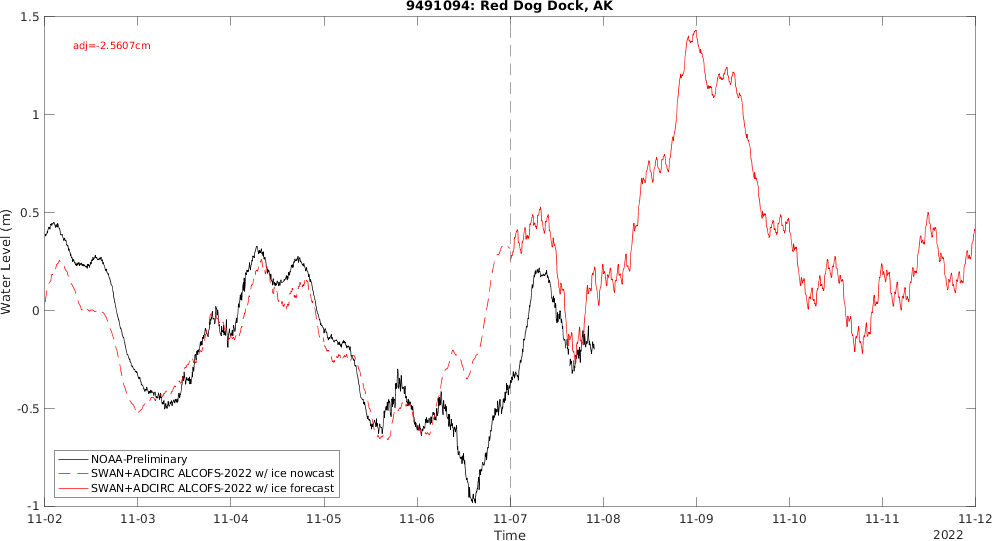 9491094: Red Dog Dock, AK
adj=-2.5607cm
Water Level (m)
1.5
1
0.5
0
-0.5
-1
NOAA-Preliminary
SWAN+ADCIRC ALCOFS-2022 w/ ice nowcast
SWAN+ADCIRC ALCOFS-2022 w/ ice forecast
11-02 11-03 11-04 11-05 11-06 11-07 11-08 11-09 11-10 11-11 11-12
Time
2022